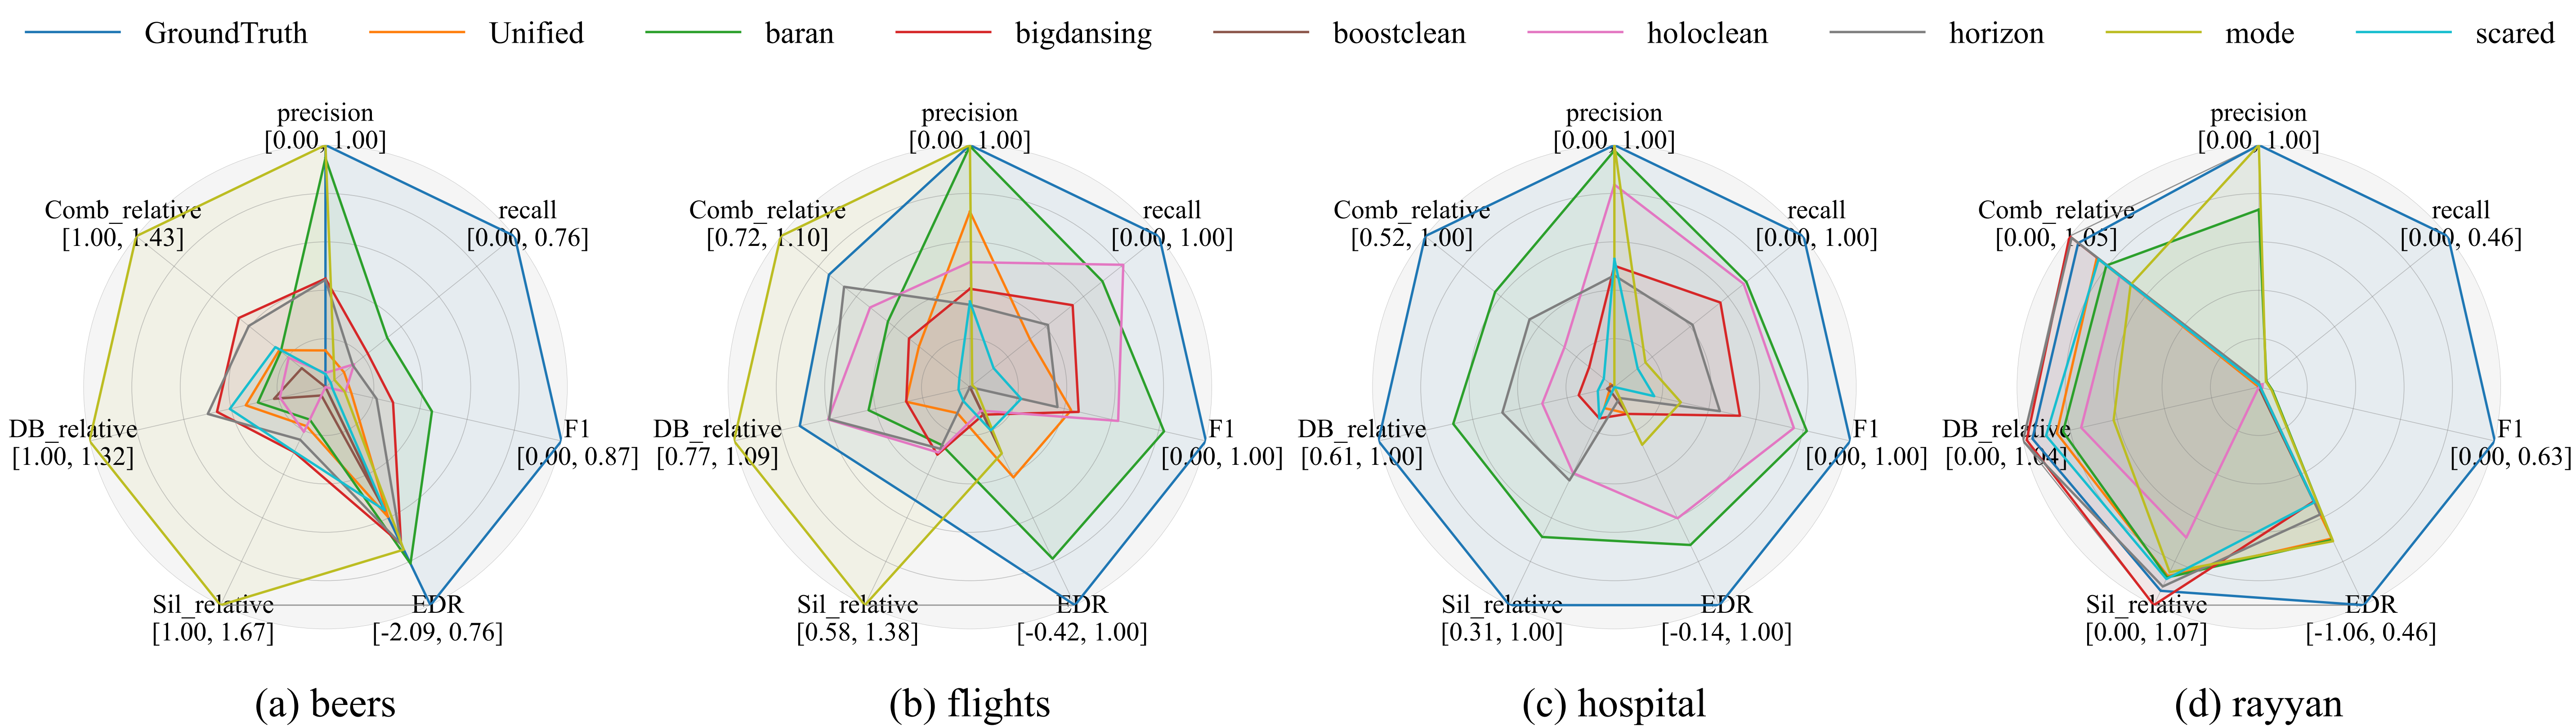 GroundTruth Unified baran bigdansing boostclean holoclean horizon mode scared
precision
[0.00, 1.00]
recall
[0.00, 0.76]
F1
[0.00, 0.87]
EDR
[-2.09, 0.76]
Sil_relative
[1.00, 1.67]
DB_relative
[1.00, 1.32]
Comb_relative
[1.00, 1.43]
(a) beers
precision
[0.00, 1.00]
recall
[0.00, 1.00]
F1
[0.00, 1.00]
EDR
[-0.42, 1.00]
Sil_relative
[0.58, 1.38]
DB_relative
[0.77, 1.09]
Comb_relative
[0.72, 1.10]
(b) flights
precision
[0.00, 1.00]
recall
[0.00, 1.00]
F1
[0.00, 1.00]
EDR
[-0.14, 1.00]
Sil_relative
[0.31, 1.00]
DB_relative
[0.61, 1.00]
Comb_relative
[0.52, 1.00]
(c) hospital
precision
[0.00, 1.00]
recall
[0.00, 0.46]
F1
[0.00, 0.63]
EDR
[-1.06, 0.46]
Sil_relative
[0.00, 1.07]
DB_relative
[0.00, 1.04]
Comb_relative
[0.00, 1.05]
(d) rayyan